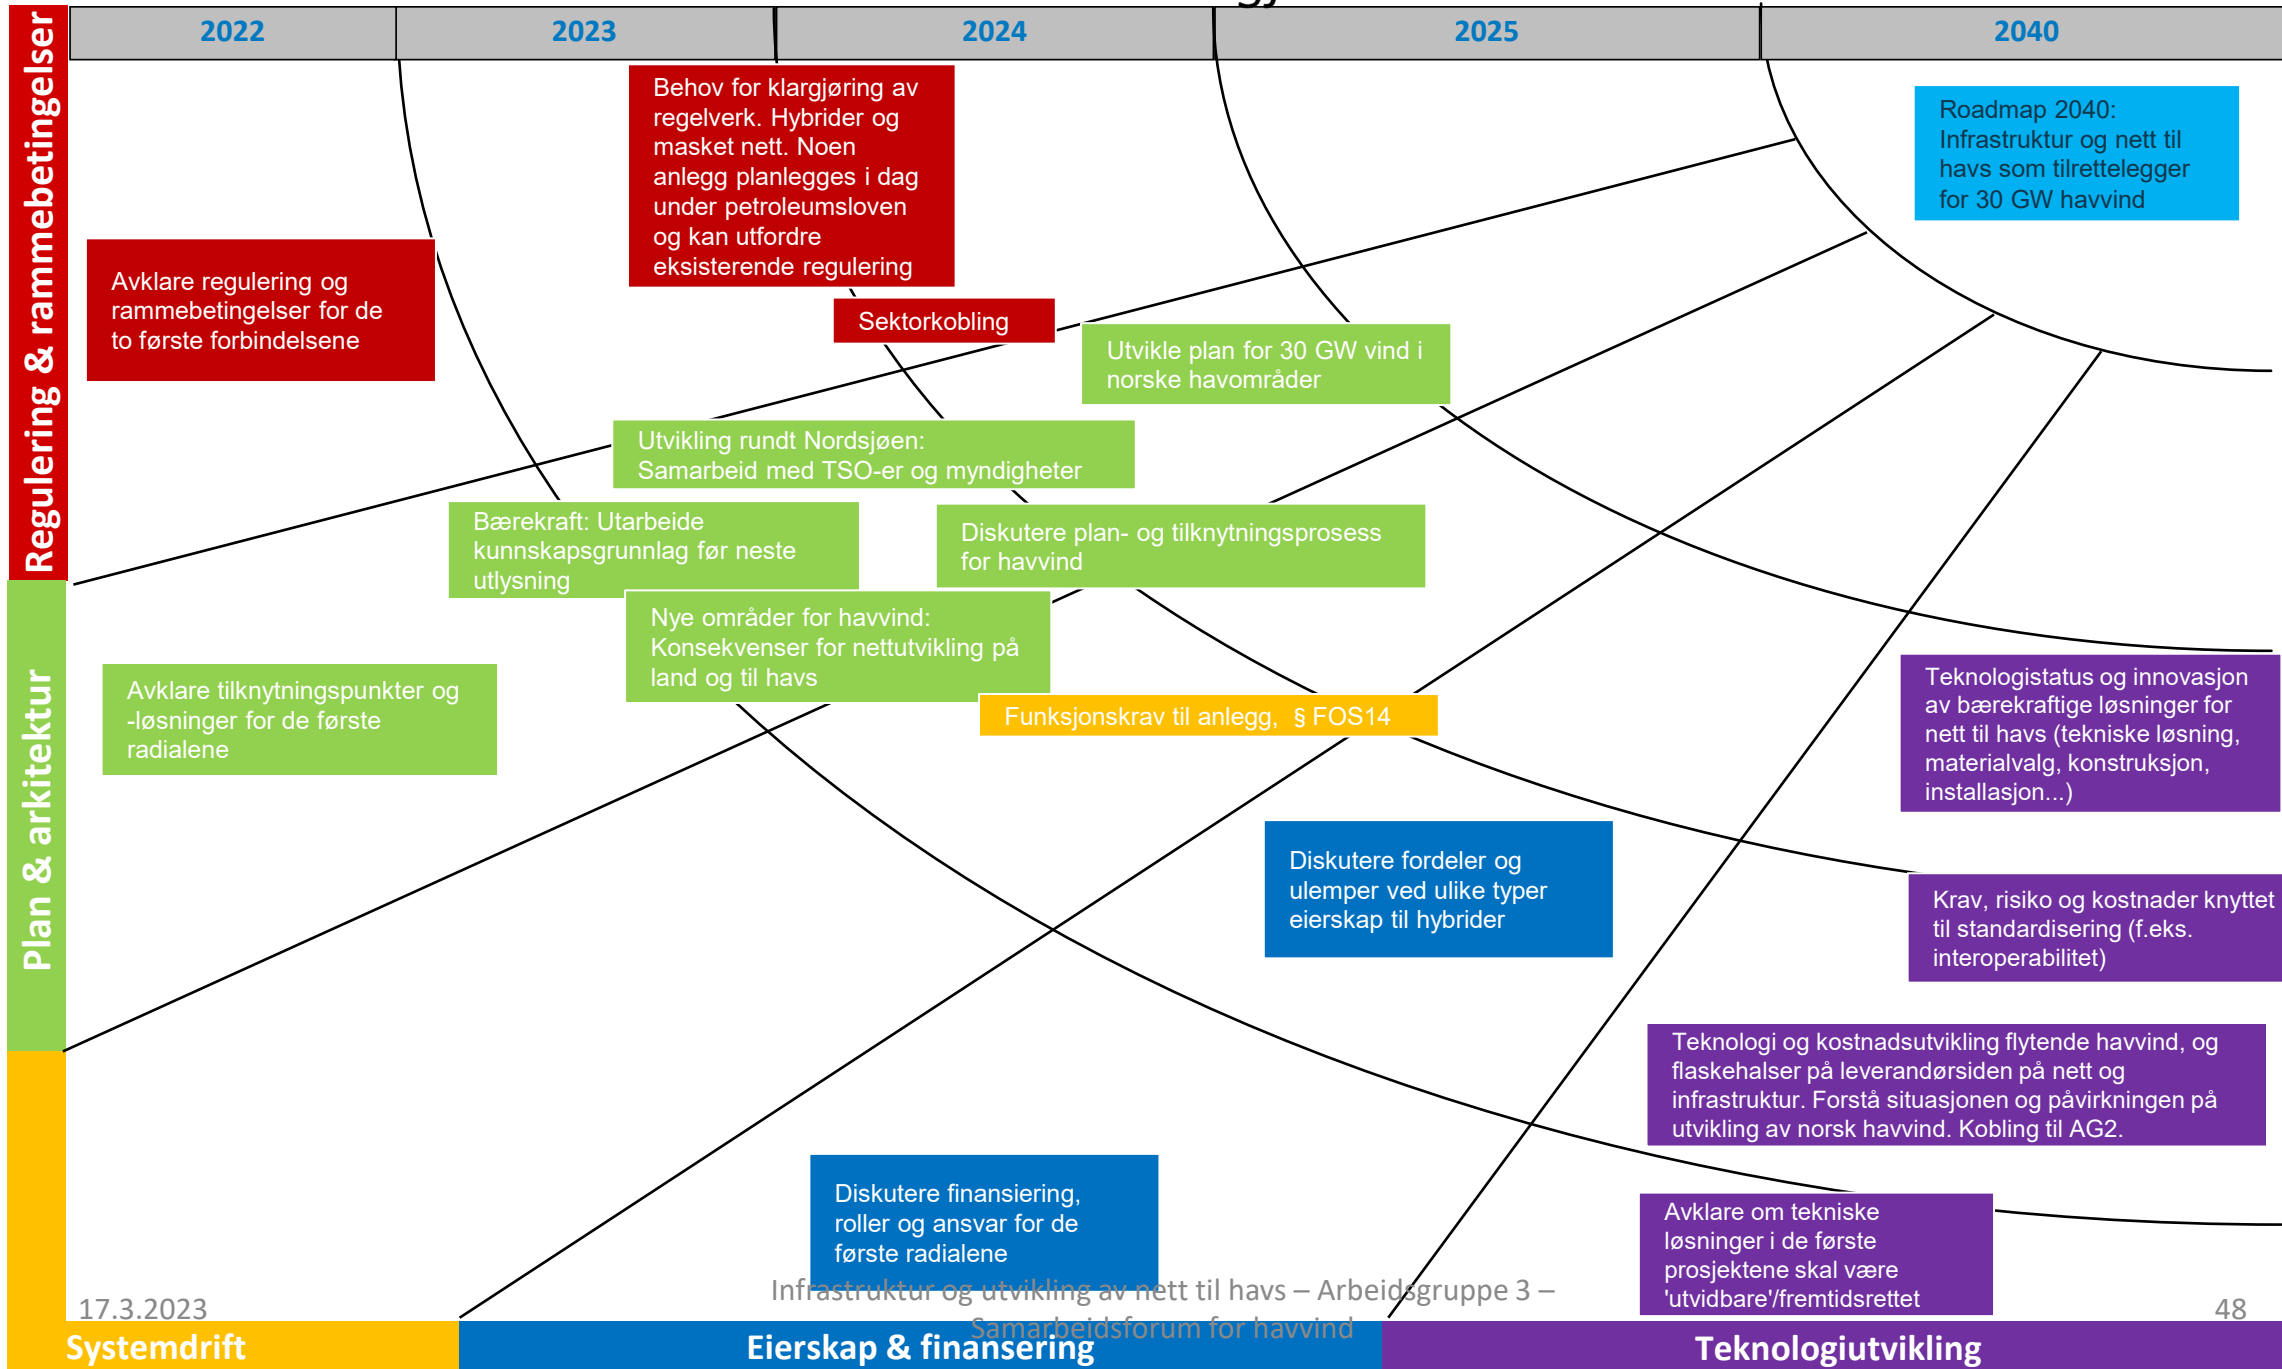 2022
2023
2024
2025
2040
Regulering & rammebetingelser
Plan & arkitektur
Behov for klargjøring av
regelverk. Hybrider og
masket nett. Noen
anlegg planlegges i dag
under petroleumsloven
og kan utfordre
eksisterende regulering
Roadmap 2040:
Infrastruktur og nett til
havs som tilrettelegger
for 30 GW havvind
Avklare regulering og
rammebetingelser for de
to første forbindelsene
Sektorkobling
Utvikle plan for 30 GW vind i
norske havområder
Utvikling rundt Nordsjøen:
Samarbeid med TSO-er og myndigheter
Bærekraft: Utarbeide
kunnskapsgrunnlag før neste
utlysning
Diskutere plan- og tilknytningsprosess
for havvind
Nye områder for havvind:
Konsekvenser for nettutvikling på
land og til havs
Avklare tilknytningspunkter og
-løsninger for de første
radialene
Funksjonskrav til anlegg, § FOS14
Teknologistatus og innovasjon
av bærekraftige løsninger for
nett til havs (tekniske løsning,
materialvalg, konstruksjon,
installasjon...)
Diskutere fordeler og
ulemper ved ulike typer
eierskap til hybrider
Krav, risiko og kostnader knyttet
til standardisering (f.eks.
interoperabilitet)
Teknologi og kostnadsutvikling flytende havvind, og
flaskehalser på leverandørsiden på nett og
infrastruktur. Forstå situasjonen og påvirkningen på
utvikling av norsk havvind. Kobling til AG2.
Diskutere finansiering,
roller og ansvar for de
første radialene
Avklare om tekniske
løsninger i de første
prosjektene skal være
'utvidbare'/fremtidsrettet
17.3.2023
Infrastruktur og utvikling av nett til havs – Arbeidsgruppe 3 –
Samarbeidsforum for havvind
48
Systemdrift
Eierskap & finansering
Teknologiutvikling